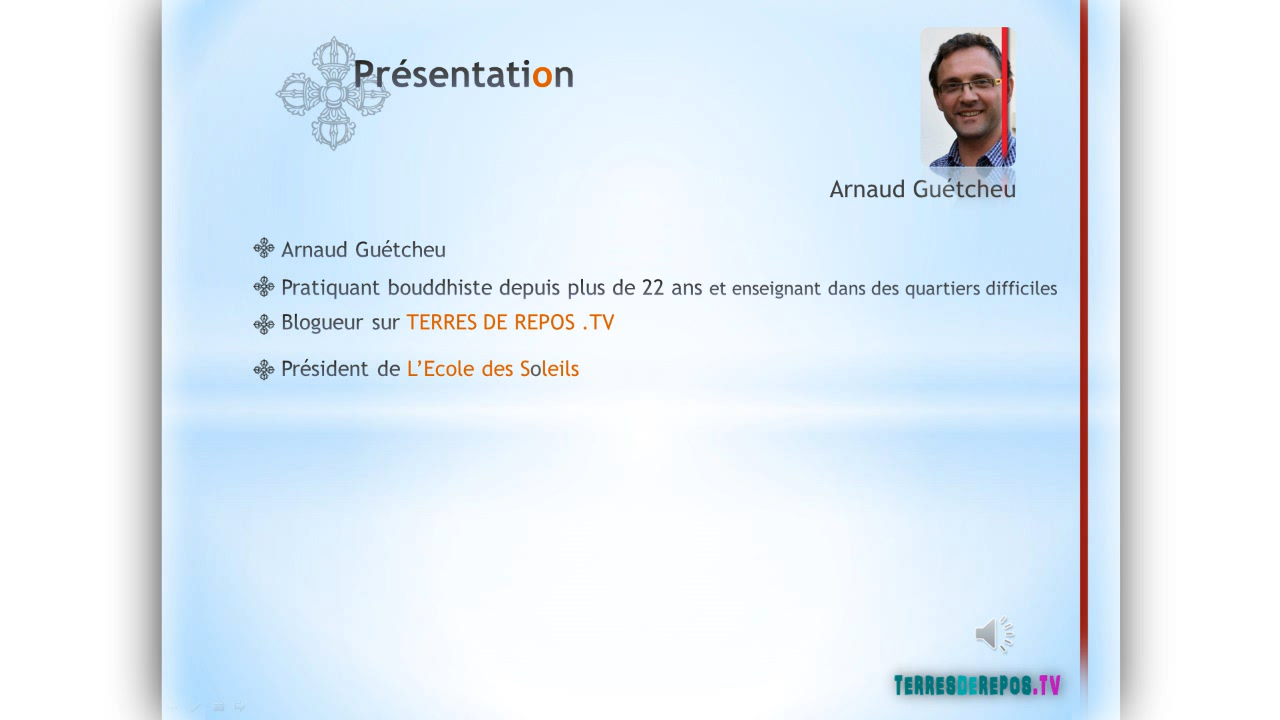 Présentation
Arnaud Guétcheu
Arnaud Guétcheu
Pratiquant bouddhiste depuis plus de 22 ans et enseignant dans des quartiers difficiles
Blogueur sur TERRES DE REPOS .TV
Président de L’Ecole des Soleils
TERRESDEREPOS.TV